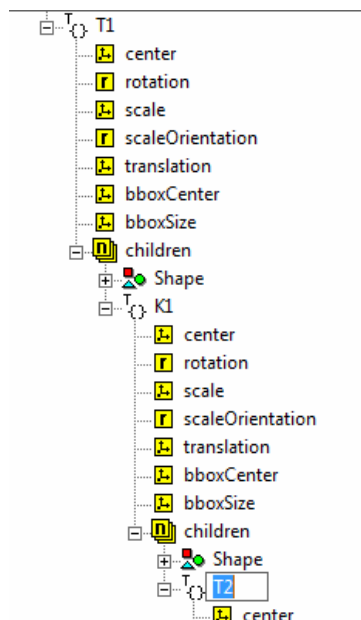 T1
center
rotation
scale
scaleOrientation
translation
bboxCenter
bboxSize
children
Shape
K1
center
rotation
scale
scaleOrientation
translation
bboxCenter
bboxSize
children
Shape
T2
center